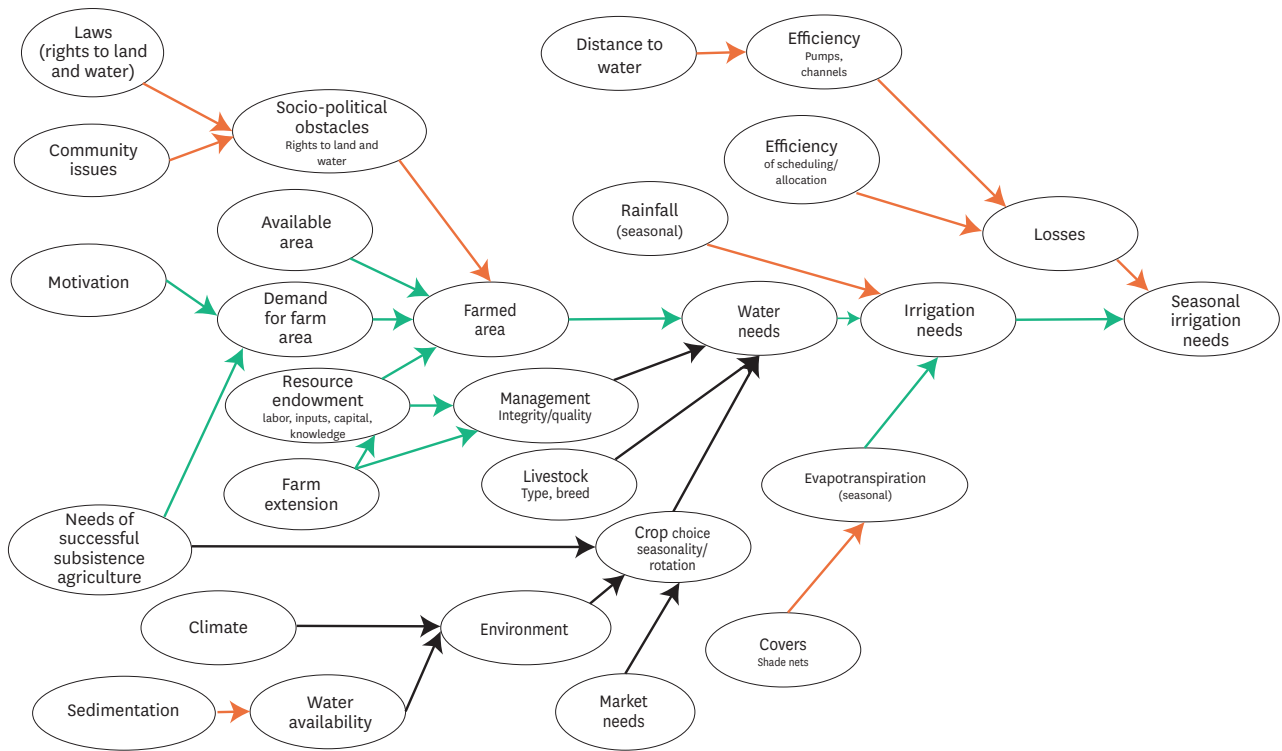 Laws
(rights to land
and water)
Community
issues
Socio-political
obstacles
Rights to land and
water
Distance to
water
Efficiency
Pumps,
channels
Efficiency
of scheduling/
allocation
Available
area
Rainfall
(seasonal)
Losses
Motivation
Demand
for farm
area
Farmed
area
Water
needs
Irrigation
needs
Seasonal
irrigation
needs
Resource
endowment
labor, inputs, capital,
knowledge
Management
Integrity/quality
Farm
extension
Livestock
Type, breed
Evapotranspiration
(seasonal)
Needs of
successful
subsistence
agriculture
Crop choice
seasonality/
rotation
Climate
Environment
Covers
Shade nets
Sedimentation
Water
availability
Market
needs